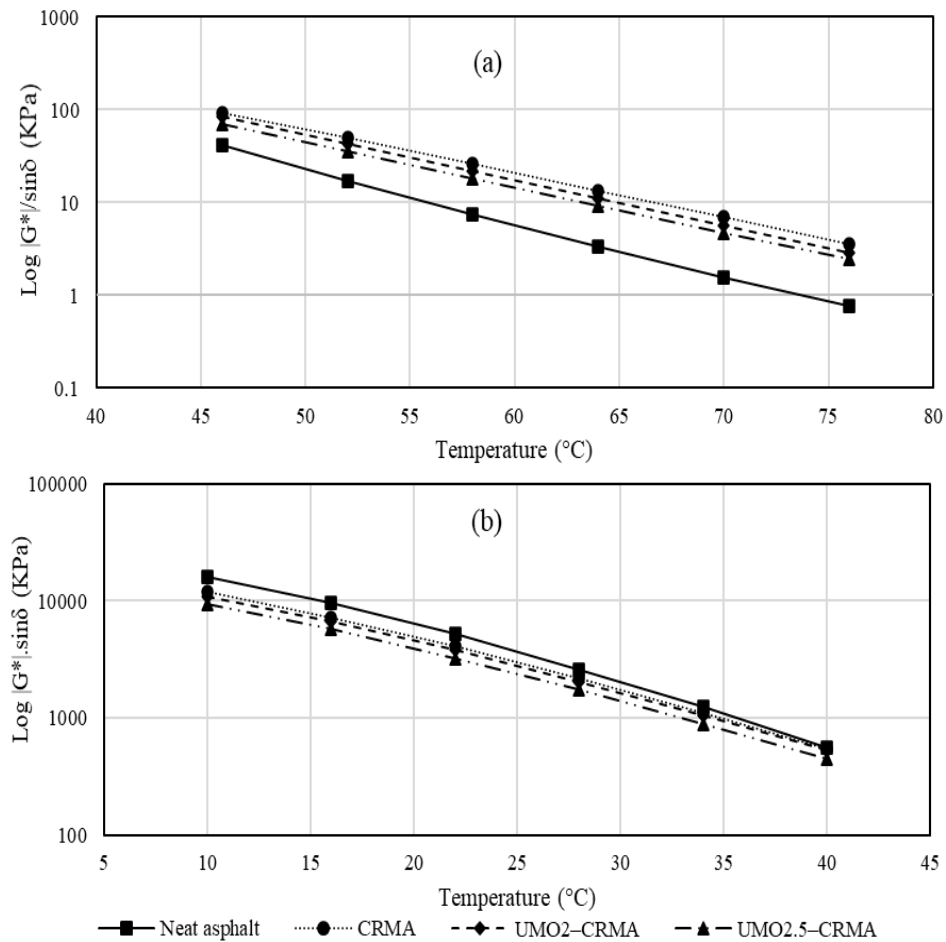 1000
(a)
100
10
1
0.1
Log |G*|/sinδ (KPa)
40 45 50 55 60 65 70 75 80
Temperature (°C)
100000
(b)
10000
1000
100
Log |G*|.sinδ (KPa)
5 10 15 20 25 30 35 40 45
Temperature (°C)
Neat asphalt CRMA UMO2–CRMA UMO2.5–CRMA